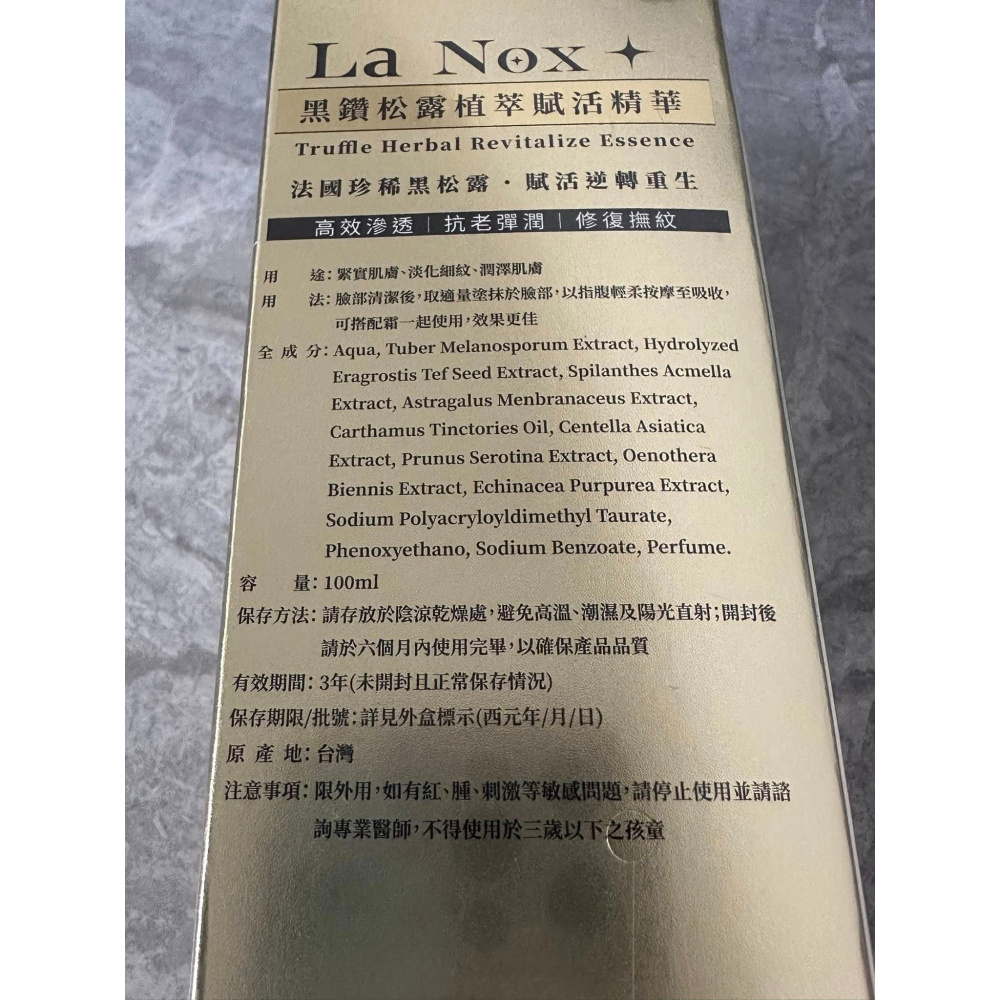 La Nox
黑鑽松露植萃賦活精華
Truffle Herbal Revitalize Essence
法國珍稀黑松露・賦活逆轉重生
高效滲透｜抗老彈潤｜修復撫紋
用途：緊實肌膚、淡化細紋、潤澤肌膚
用法：臉部清潔後，取適量塗抹於臉部，以指腹輕柔按摩至吸收，
可搭配霜一起使用，效果更佳
全成分：Aqua, Tuber Melanosporum Extract, Hydrolyzed
Eragrostis Tef Seed Extract, Spilanthes Acmella
Extract, Astragalus Menbranaceus Extract,
Carthamus Tinctories Oil, Centella Asiatica
Extract, Prunus Serotina Extract, Oenothera
Biennis Extract, Echinacea Purpurea Extract,
Sodium Polyacryloyldimethyl Taurate,
Phenoxyethano, Sodium Benzoate, Perfume.
容量：100ml
保存方法：請存放於陰涼乾燥處，避免高溫、潮濕及陽光直射；開封後
請於六個月內使用完畢，以確保產品品質
有效期間：3年(未開封且正常保存情況)
保存期限/批號：詳見外盒標示(西元年/月/日)
原產地：台灣
注意事項：限外用，如有紅、腫、刺激等敏感問題，請停止使用並請諮
詢專業醫師，不得使用於三歲以下之孩童